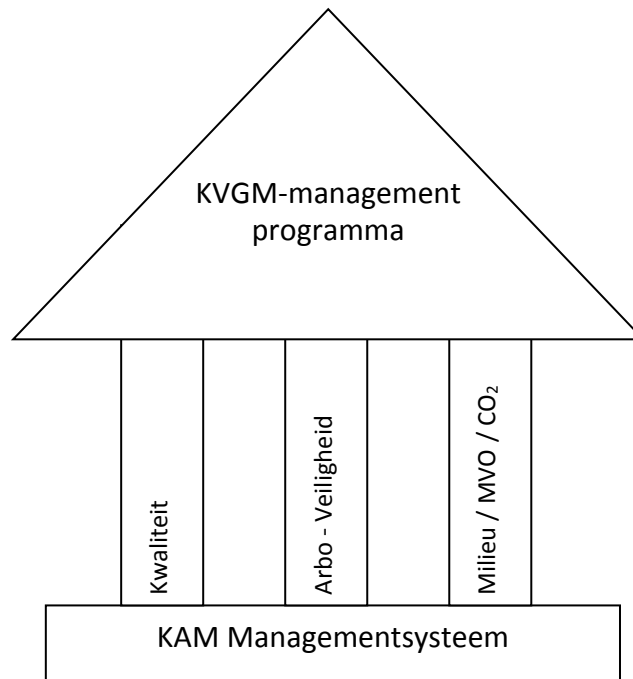 KVGM-management
programma
Kwaliteit
Arbo - Veiligheid
Milieu / MVO / CO₂
KAM Managementsysteem